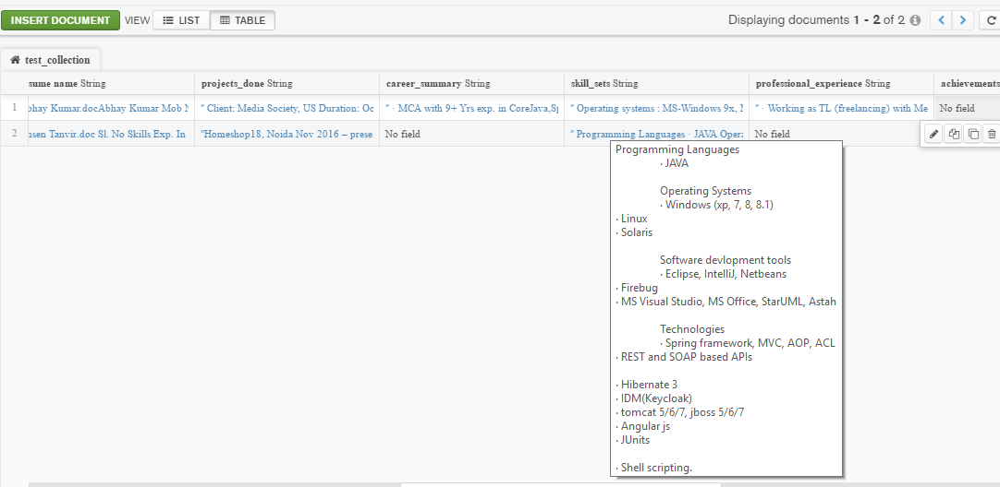 INSERT DOCUMENT VIEW LIST TABLE Displaying documents 1 - 2 of 2
test_collection
sume name String projects_done String career_summary String skill_sets String professional_experience String achievements
1 bhay Kumar.docAbhay Kumar Mob N " Client: Media Society, US Duration: Oc " · MCA with 9+ Yrs exp. in CoreJava,Sp " Operating systems : MS-Windows 9x, " · Working as TL (freelancing) with Me No field
2 nsen Tanvir.doc Sl. No Skills Exp. In "Homeshop18, Noida Nov 2016 – prese No field " Programming Languages · JAVA Opera No field
Programming Languages
· JAVA
Operating Systems
· Windows (xp, 7, 8, 8.1)
· Linux
· Solaris
Software devlopment tools
· Eclipse, IntelliJ, Netbeans
· Firebug
· MS Visual Studio, MS Office, StarUML, Astah
Technologies
· Spring framework, MVC, AOP, ACL
· REST and SOAP based APIs
· Hibernate 3
· IDM(Keycloak)
· tomcat 5/6/7, jboss 5/6/7
· Angular js
· JUnits
· Shell scripting.